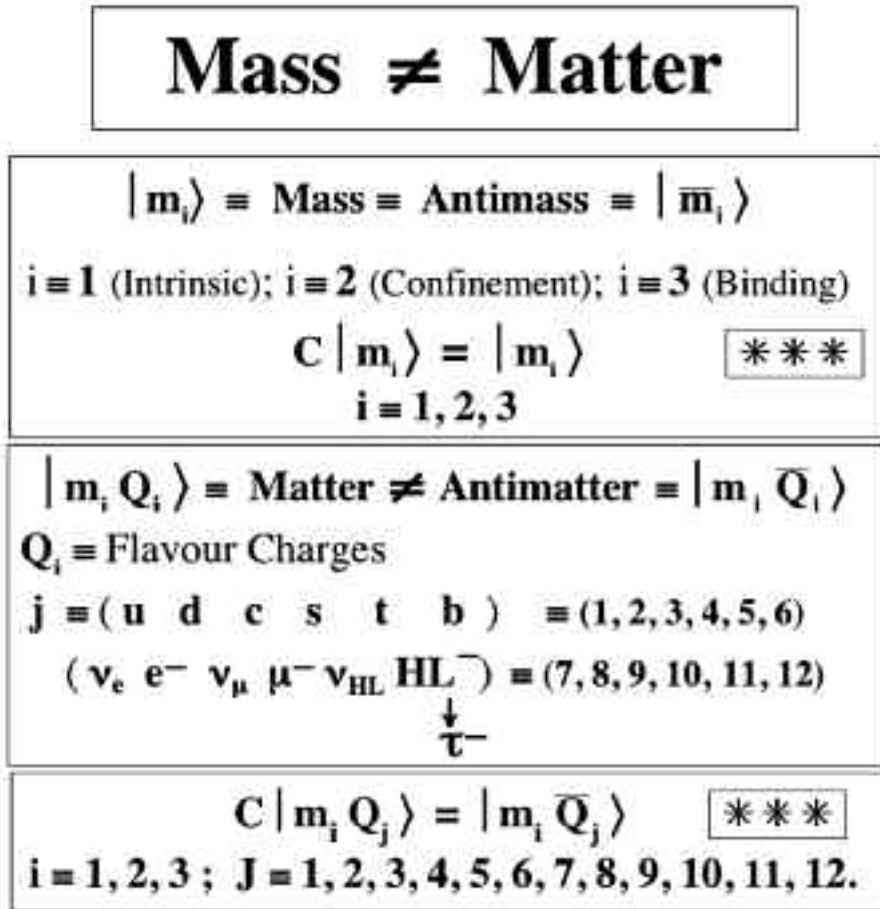 Mass ≠ Matter
|mᵢ⟩ ≡ Mass ≡ Antimass ≡ |m̅ᵢ⟩
i ≡ 1 (Intrinsic); i ≡ 2 (Confinement); i ≡ 3 (Binding)
C|mᵢ⟩ = |mᵢ⟩ ***
i ≡ 1, 2, 3
|mᵢ Qᵢ⟩ ≡ Matter ≢ Antimatter ≡ |mᵢ Q̅ᵢ⟩
Qᵢ ≡ Flavour Charges
j ≡ ( u d c s t b ) ≡ (1, 2, 3, 4, 5, 6)
( νₑ e⁻ ν_μ μ⁻ ν_HL HL⁻ ) ≡ (7, 8, 9, 10, 11, 12)
↓
τ⁻
C|mᵢ Qⱼ⟩ = |mᵢ Q̅ⱼ⟩ ***
i ≡ 1, 2, 3 ; J ≡ 1, 2, 3, 4, 5, 6, 7, 8, 9, 10, 11, 12.